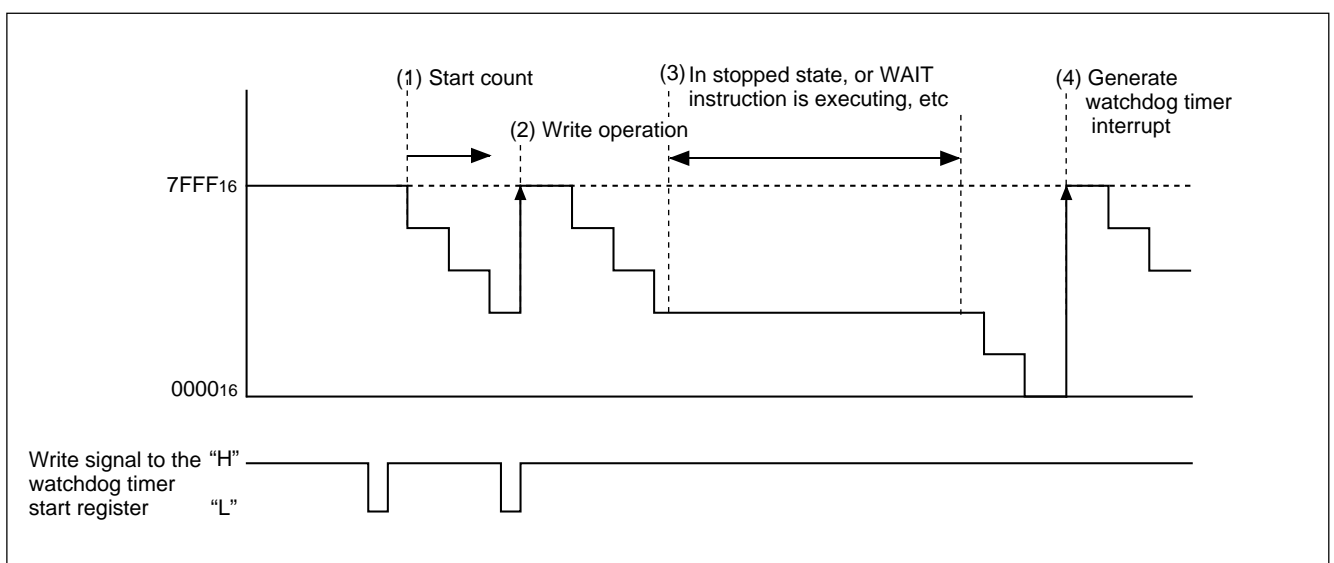 (1) Start count
(2) Write operation
(3) In stopped state, or WAIT
instruction is executing, etc
(4) Generate
watchdog timer
interrupt
7FFF16
000016
Write signal to the “H”
watchdog timer
start register “L”